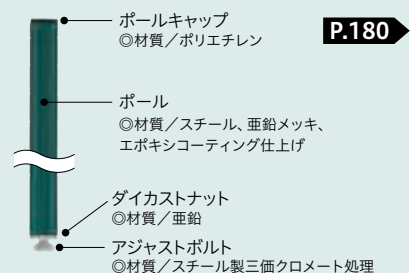 ポールキャップ
◎材質／ポリエチレン
P.180
ポール
◎材質／スチール、亜鉛メッキ、
エポキシコーティング仕上げ
ダイカストナット
◎材質／亜鉛
アジャストボルト
◎材質／スチール製三価クロメート処理